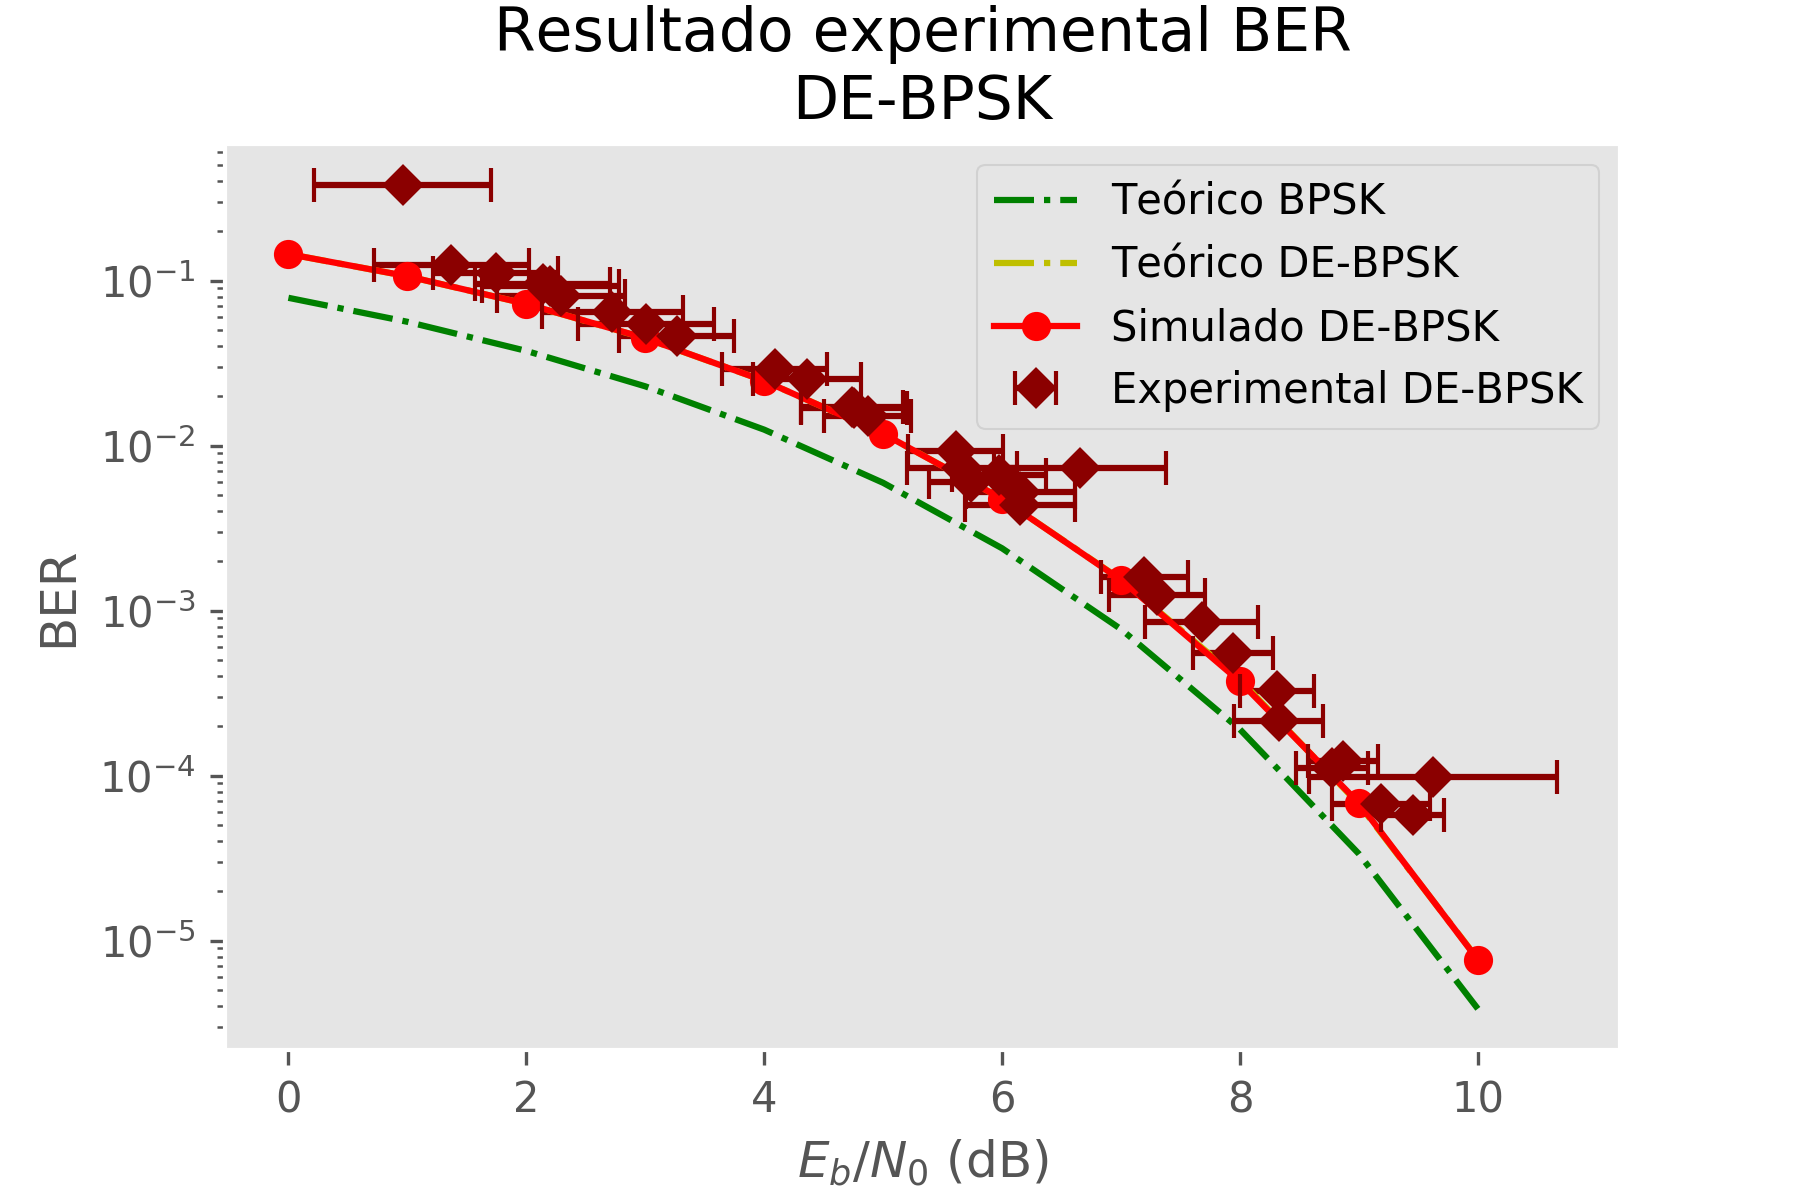 Resultado experimental BER
DE-BPSK
Teórico BPSK
Teórico DE-BPSK
Simulado DE-BPSK
Experimental DE-BPSK
BER
10⁻¹
10⁻²
10⁻³
10⁻⁴
10⁻⁵
0 2 4 6 8 10
E_b/N_0 (dB)